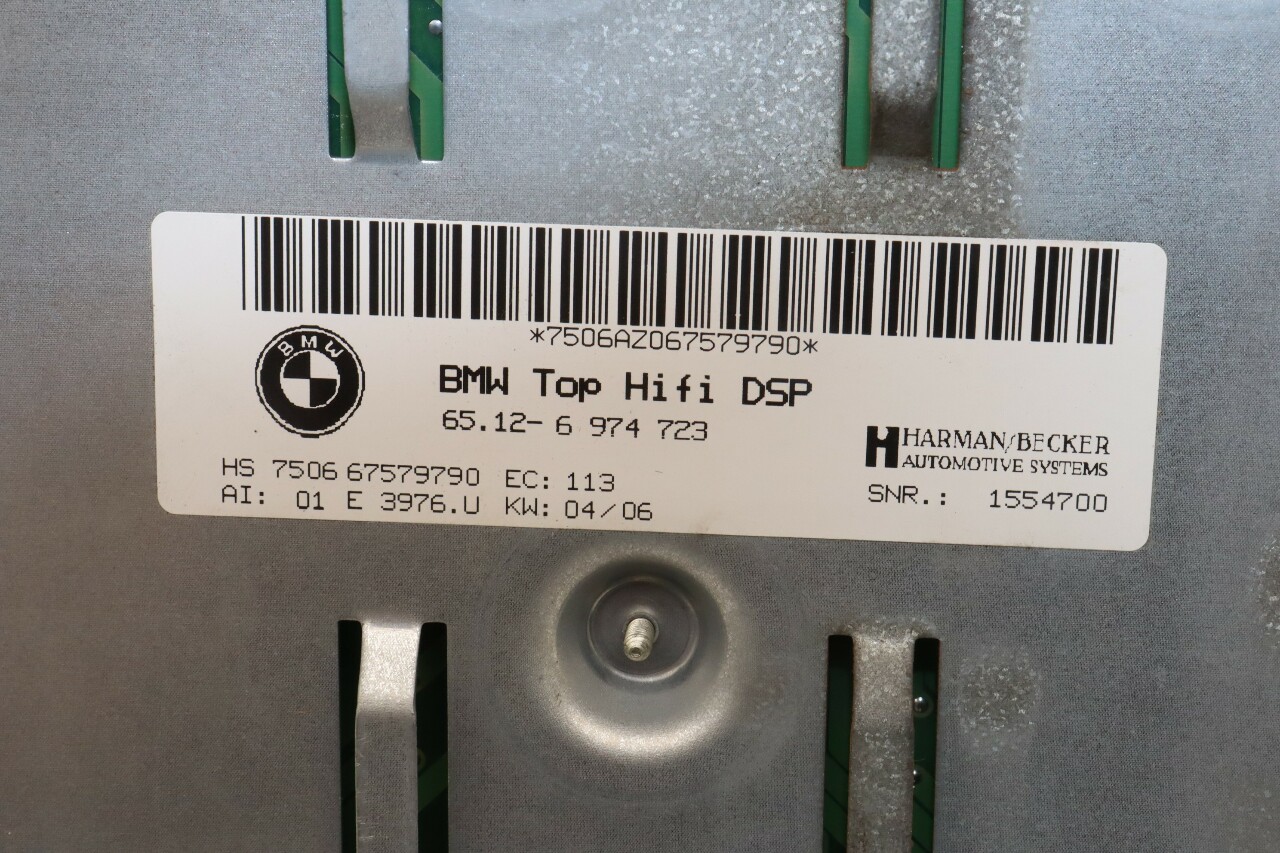 *7506AZ067579790*
BMW
BMW Top Hifi DSP
65.12- 6 974 723
HARMAN/BECKER
AUTOMOTIVE SYSTEMS
HS 7506 67579790 EC: 113
AI: 01 E 3976.U KW: 04/06
SNR.: 1554700